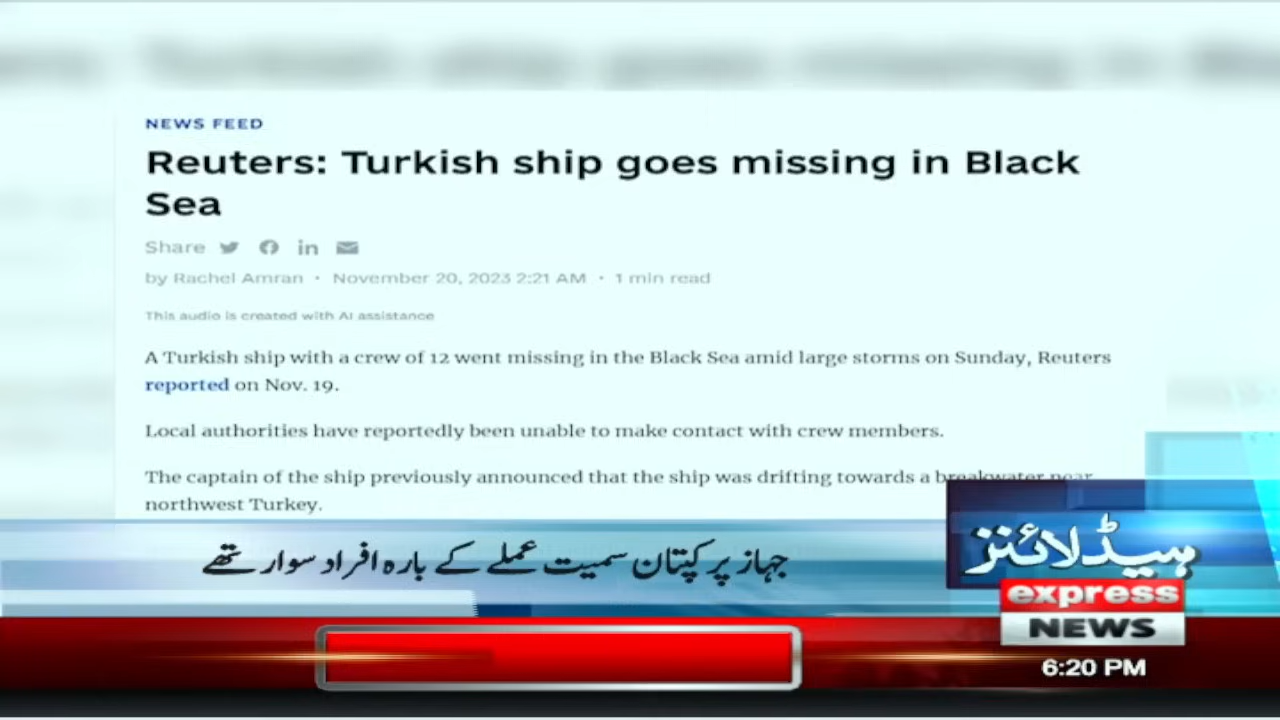 NEWS FEED
Reuters: Turkish ship goes missing in Black
Sea
Share
by Rachel Amran • November 20, 2023 2:21 AM • 1 min read
This audio is created with AI assistance
A Turkish ship with a crew of 12 went missing in the Black Sea amid large storms on Sunday, Reuters
reported on Nov. 19.
Local authorities have reportedly been unable to make contact with crew members.
The captain of the ship previously announced that the ship was drifting towards a breakwater near
northwest Turkey.
جہاز پر کپتان سمیت عملے کے بارہ افراد سوار تھے
ہیڈلائنز
express
NEWS
6:20 PM